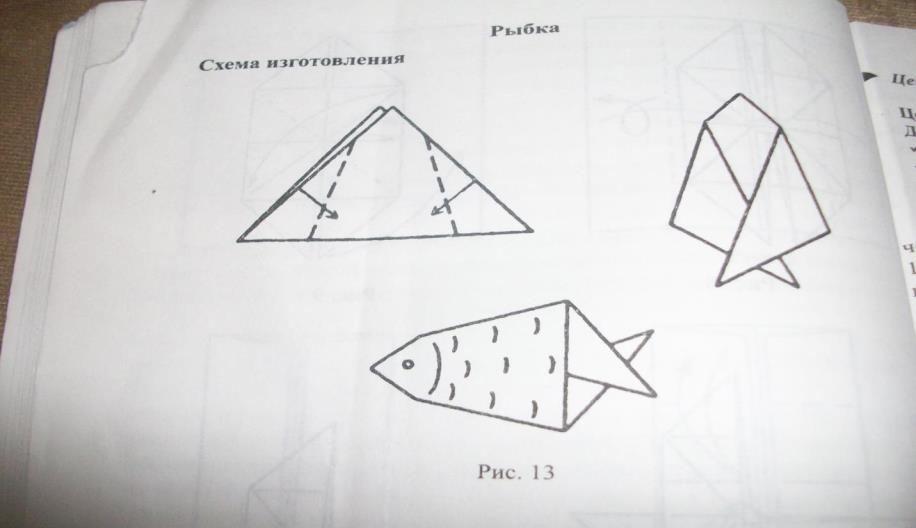 Рыбка
Схема изготовления
Рис. 13